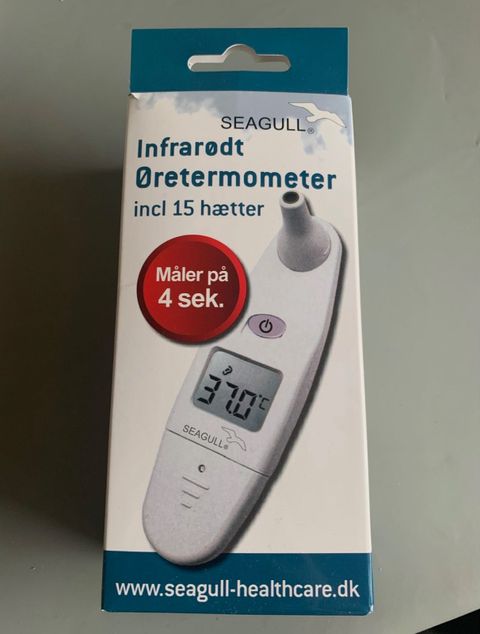 SEAGULL®
Infrarødt
Øretermometer
incl 15 hætter
Måler på
4 sek.
37.0°C
SEAGULL®
www.seagull-healthcare.dk